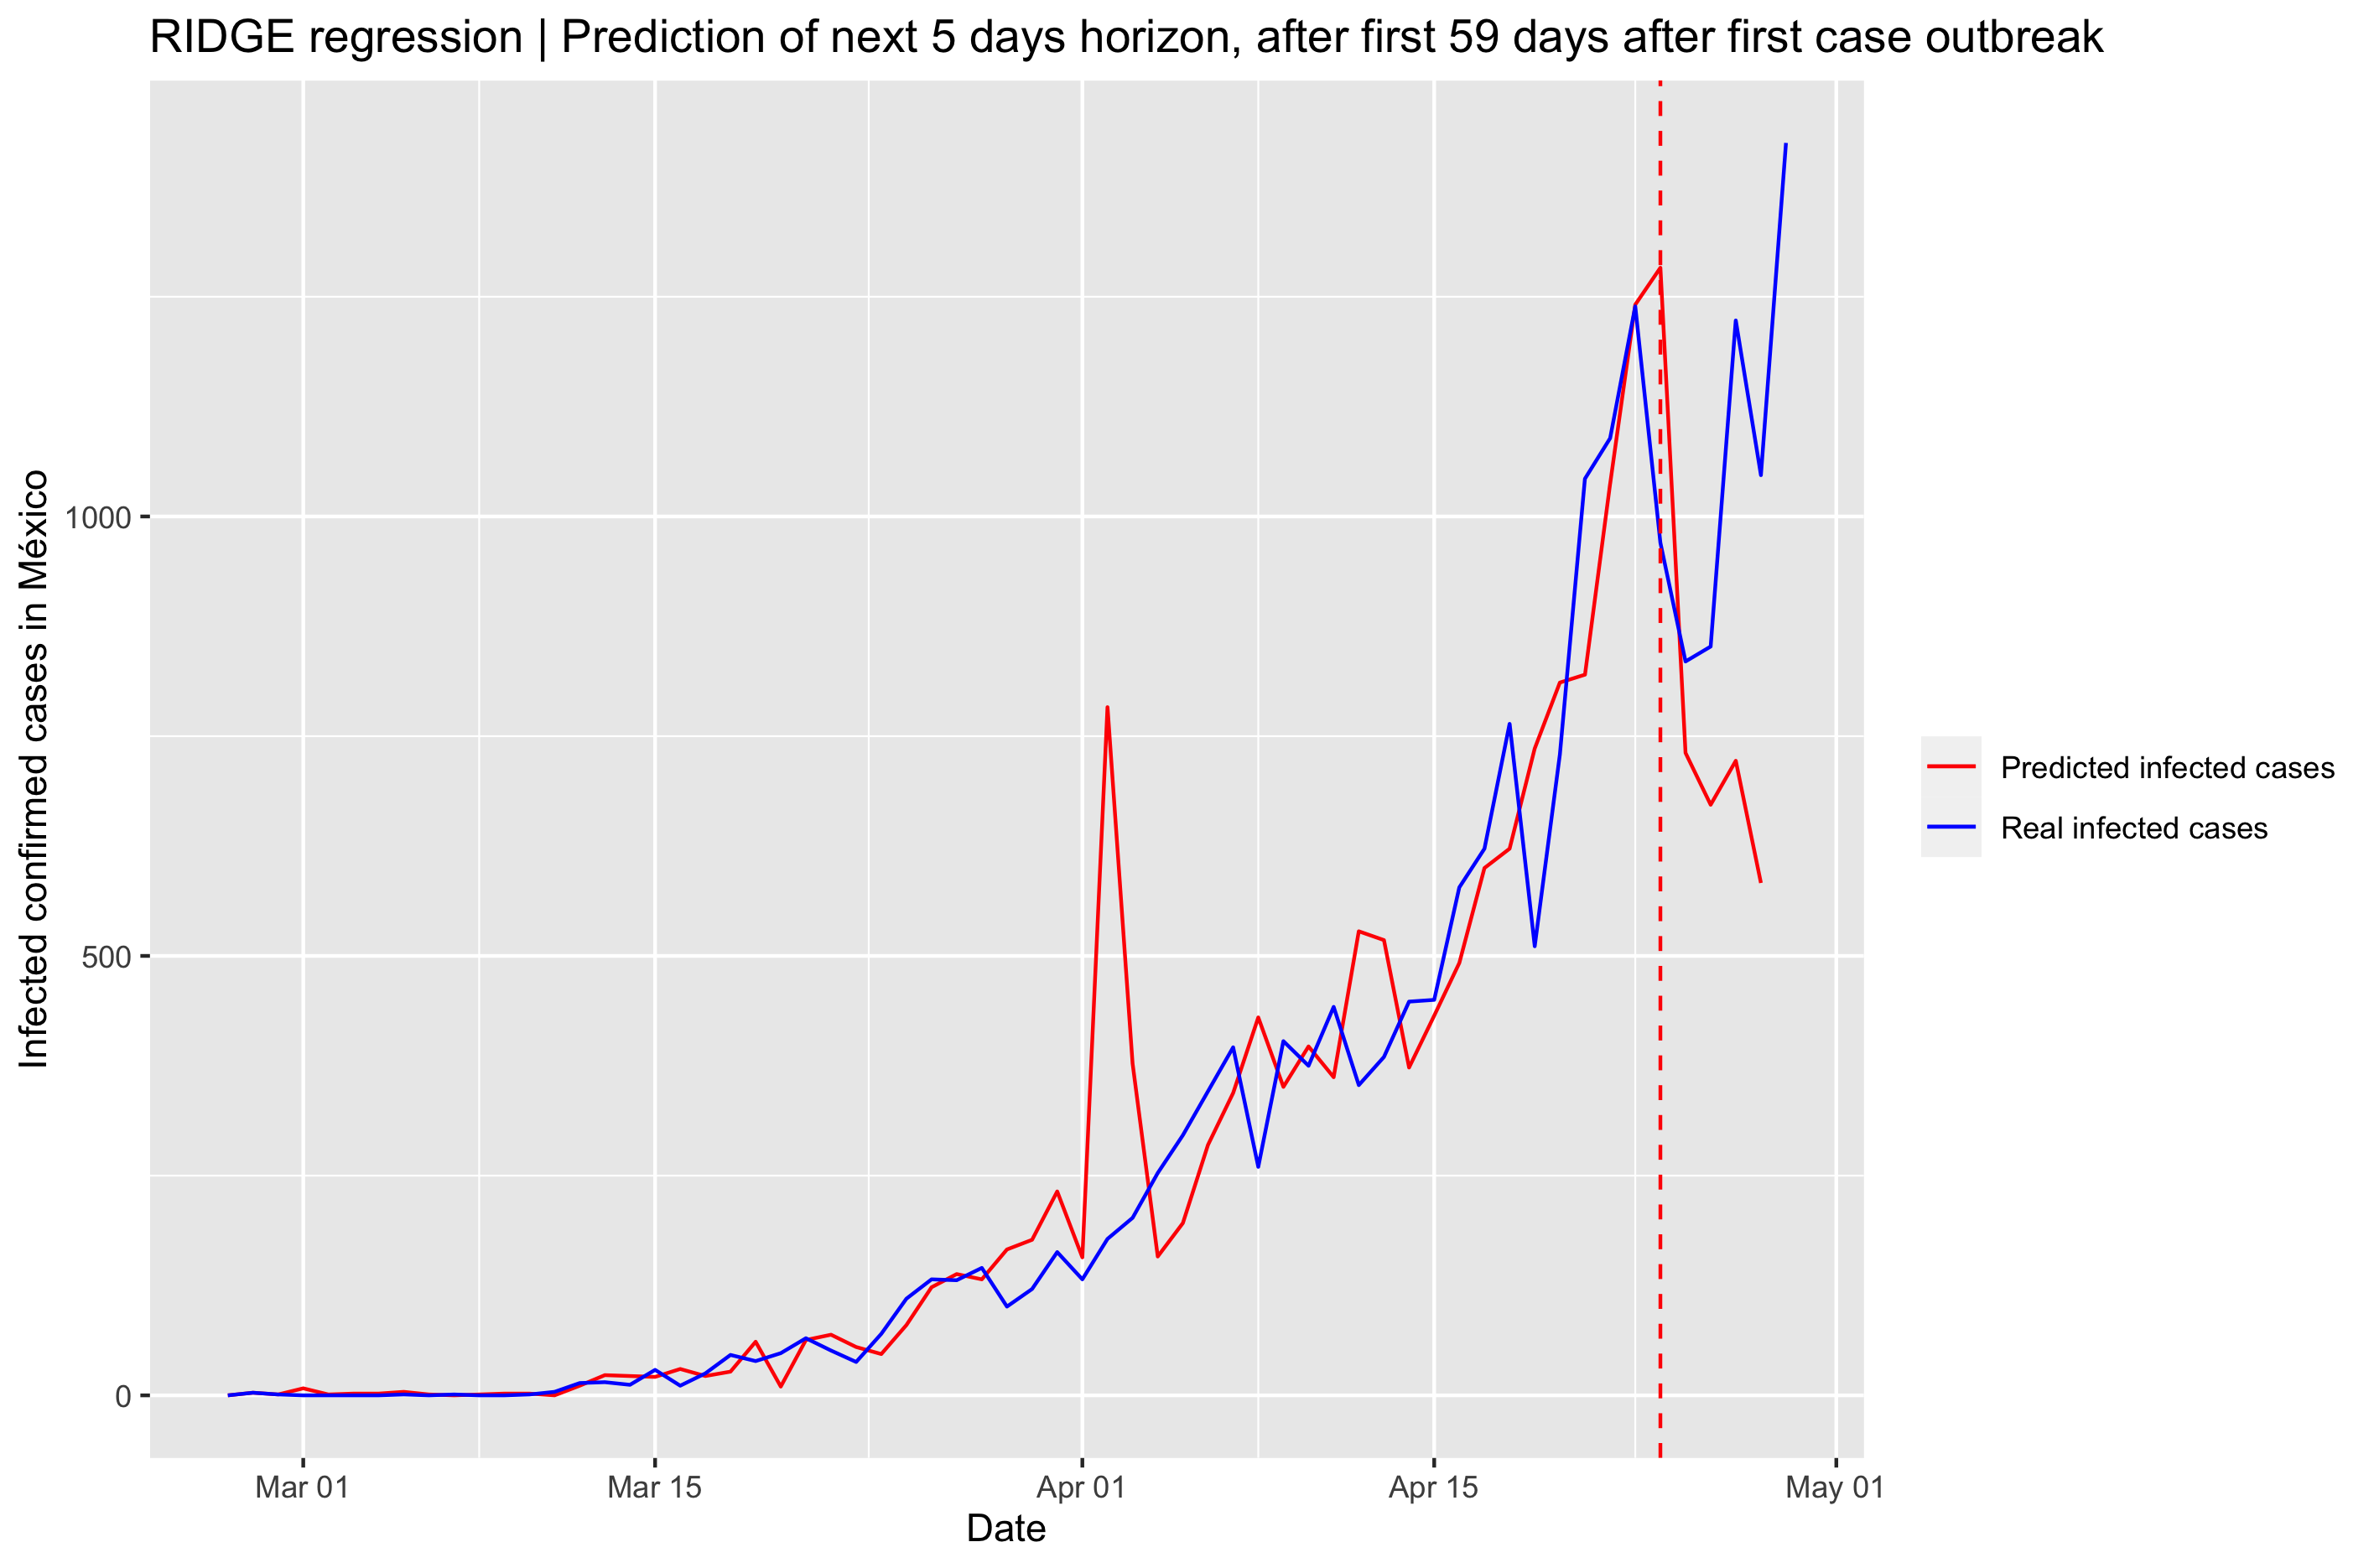 RIDGE regression | Prediction of next 5 days horizon, after first 59 days after first case outbreak
Infected confirmed cases in México
1000
500
0
Mar 01
Mar 15
Apr 01
Apr 15
May 01
Date
Predicted infected cases
Real infected cases